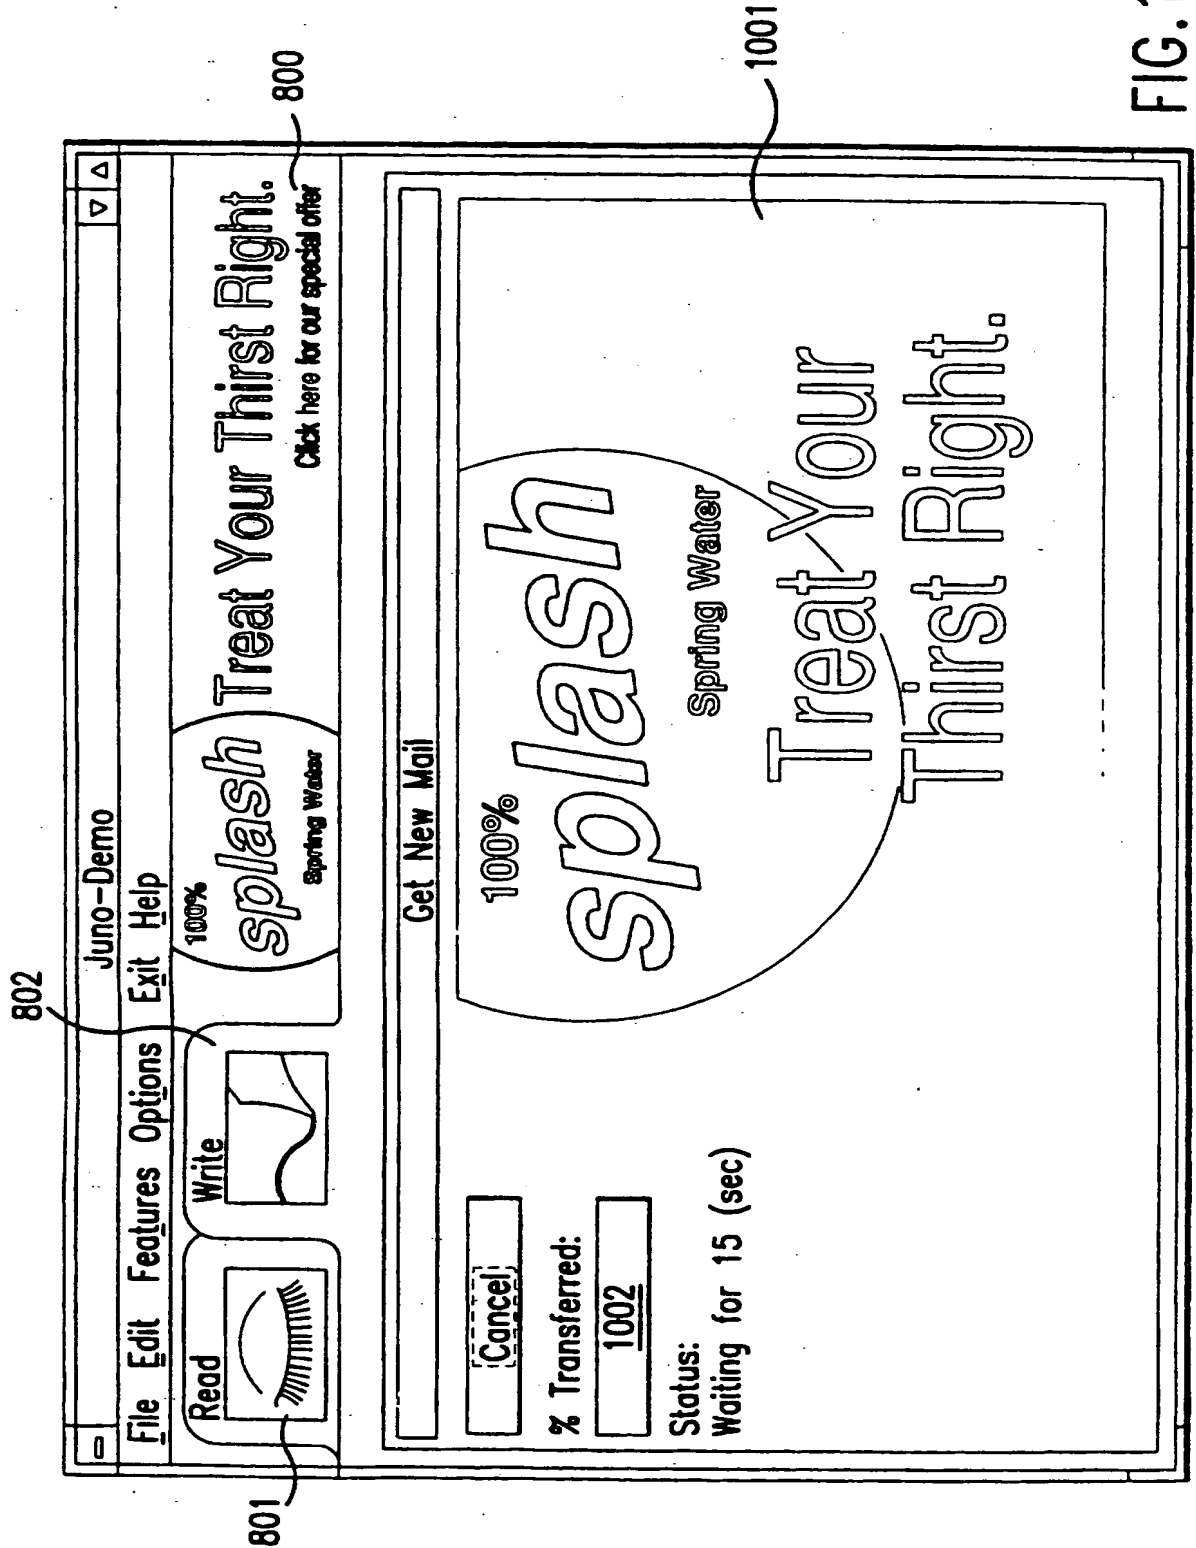 802
800
Juno-Demo
File Edit Features Options Exit Help
Read
Write
100%
splash
Spring Water
Treat Your Thirst Right.
Click here for our special offer
801
Get New Mail
Cancel
% Transferred:
1002
Status:
Waiting for 15 (sec)
100%
splash
Spring Water
Treat Your
Thirst Right.
1001
FIG.